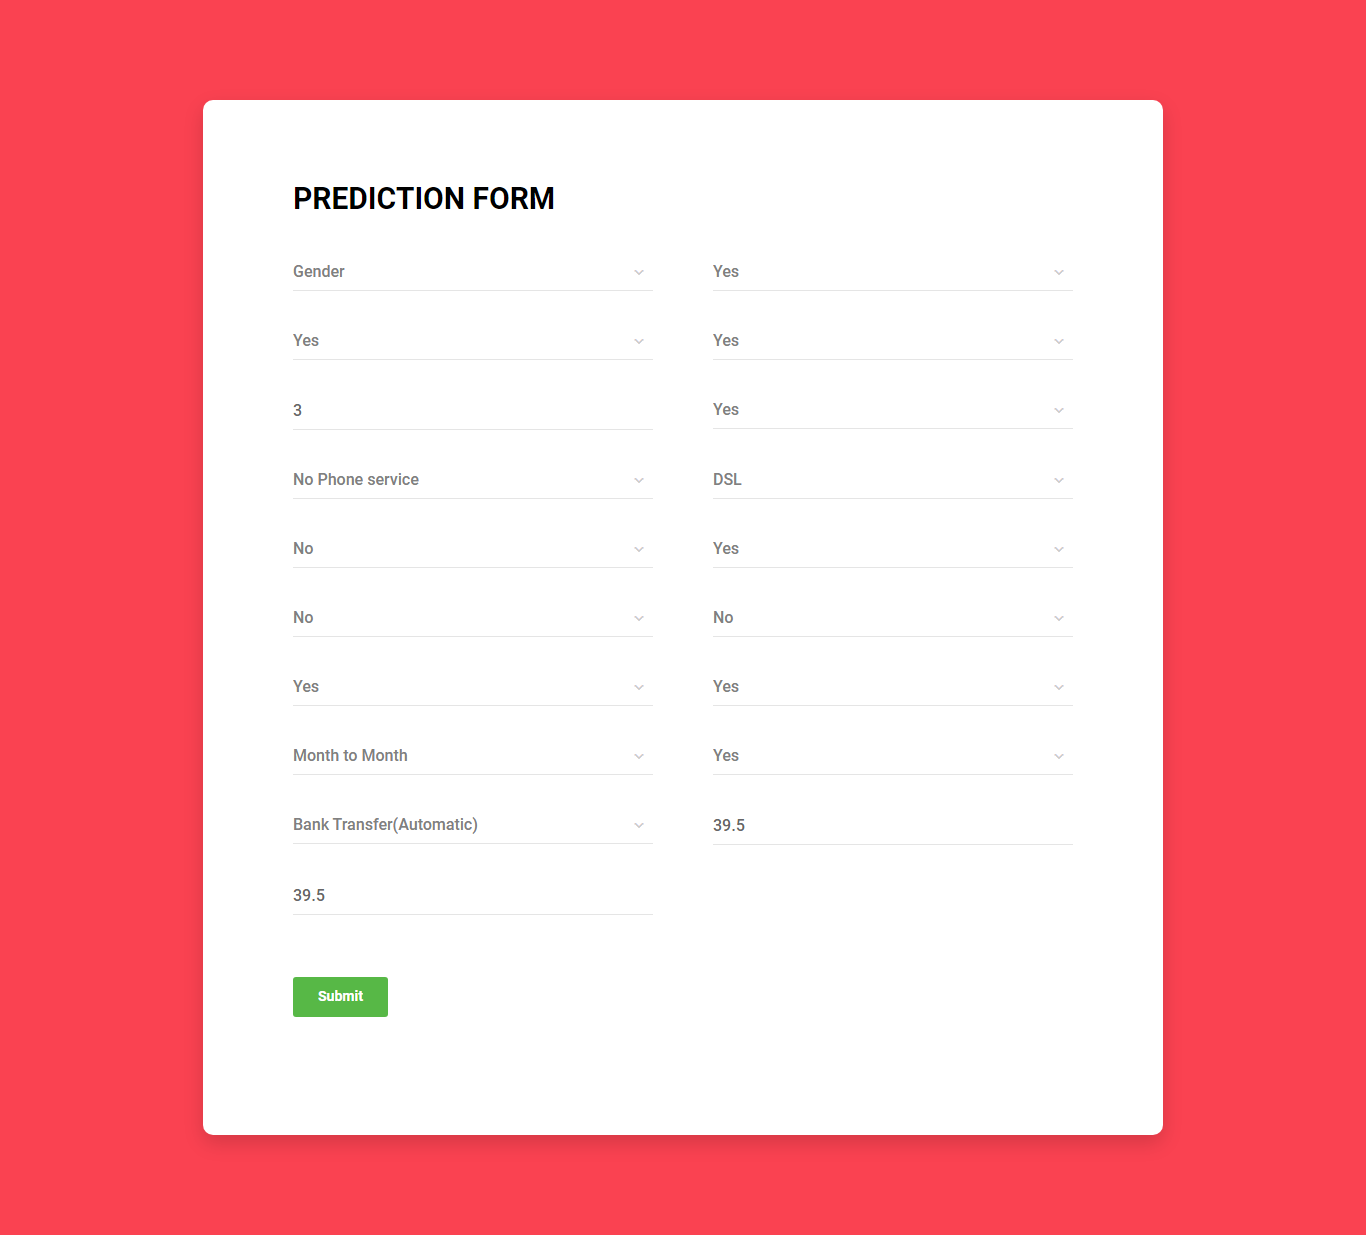 PREDICTION FORM
Gender
Yes
Yes
Yes
3
Yes
No Phone service
DSL
No
Yes
No
No
Yes
Yes
Month to Month
Yes
Bank Transfer(Automatic)
39.5
39.5
Submit